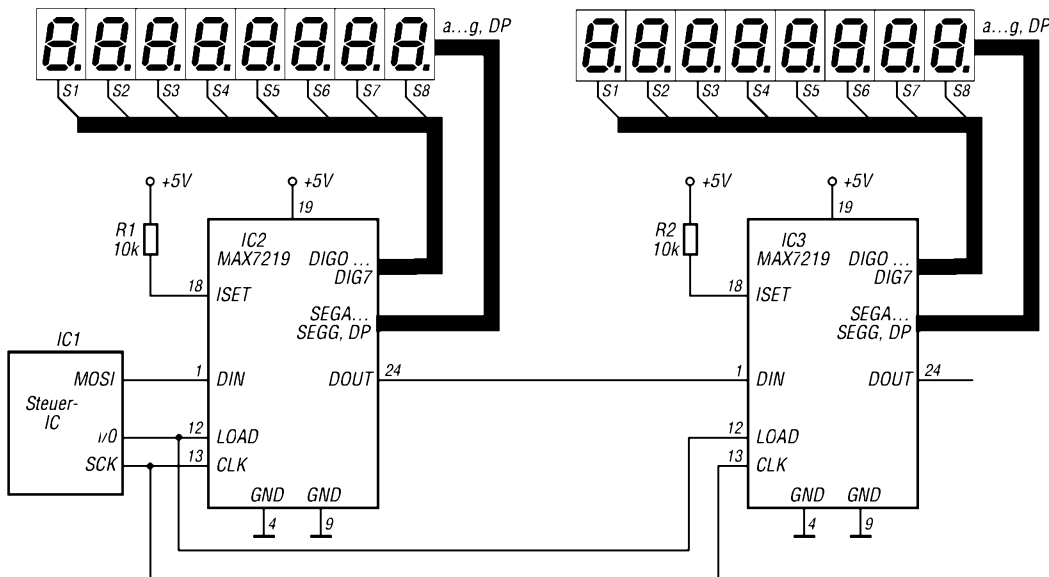 a...g, DP
a...g, DP
S1 S2 S3 S4 S5 S6 S7 S8
S1 S2 S3 S4 S5 S6 S7 S8
+5V
+5V
19
R1
10k
IC2
MAX7219
DIGO ...
DIG7
18
ISET
SEGA...
SEGG, DP
IC1
MOSI
Steuer-
IC
I/O
SCK
1
DIN
DOUT
24
12
LOAD
13
CLK
GND
GND
4
9
+5V
+5V
19
R2
10k
IC3
MAX7219
DIGO ...
DIG7
18
ISET
SEGA...
SEGG, DP
1
DIN
DOUT
24
12
LOAD
13
CLK
GND
GND
4
9